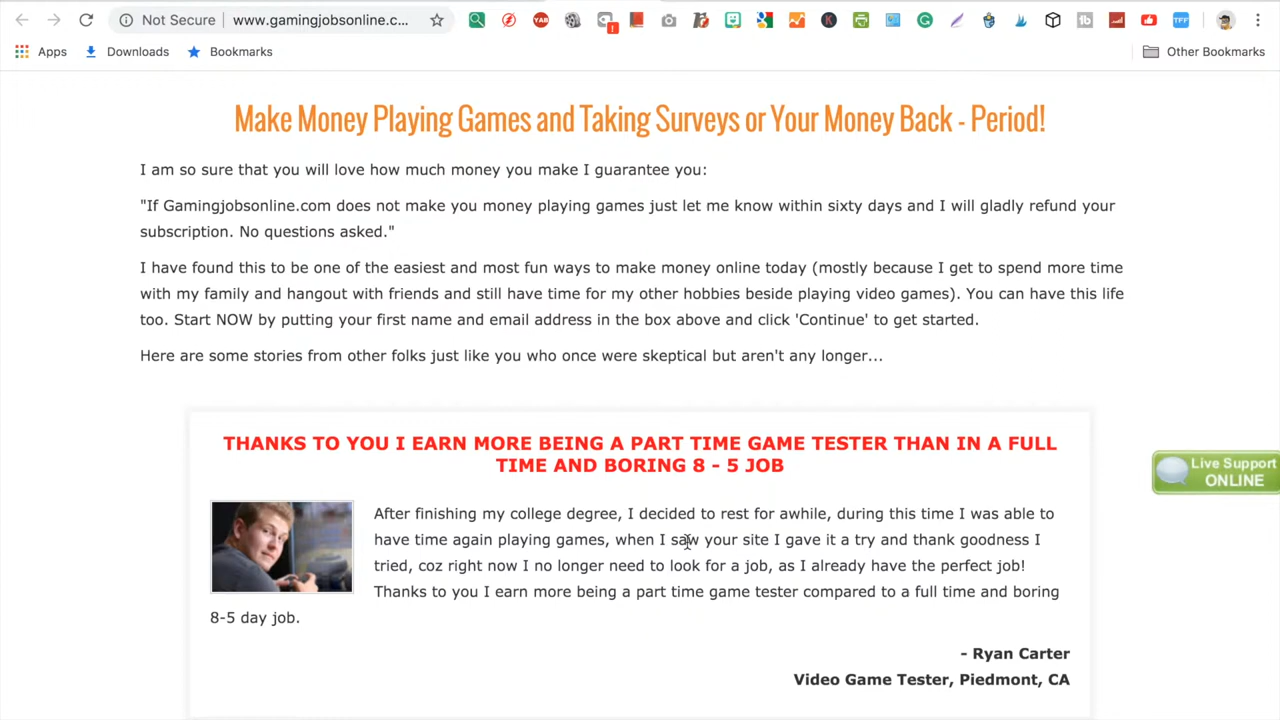 Not Secure
www.gamingjobsonline.c...
YAB
!
K
G
tb
TFF
Apps
Downloads
Bookmarks
Other Bookmarks
Make Money Playing Games and Taking Surveys or Your Money Back - Period!
I am so sure that you will love how much money you make I guarantee you:
"If Gamingjobsonline.com does not make you money playing games just let me know within sixty days and I will gladly refund your
subscription. No questions asked."
I have found this to be one of the easiest and most fun ways to make money online today (mostly because I get to spend more time
with my family and hangout with friends and still have time for my other hobbies beside playing video games). You can have this life
too. Start NOW by putting your first name and email address in the box above and click 'Continue' to get started.
Here are some stories from other folks just like you who once were skeptical but aren't any longer...
THANKS TO YOU I EARN MORE BEING A PART TIME GAME TESTER THAN IN A FULL
TIME AND BORING 8 - 5 JOB
Live Support
ONLINE
After finishing my college degree, I decided to rest for awhile, during this time I was able to
have time again playing games, when I saw your site I gave it a try and thank goodness I
tried, coz right now I no longer need to look for a job, as I already have the perfect job!
Thanks to you I earn more being a part time game tester compared to a full time and boring
8-5 day job.
- Ryan Carter
Video Game Tester, Piedmont, CA